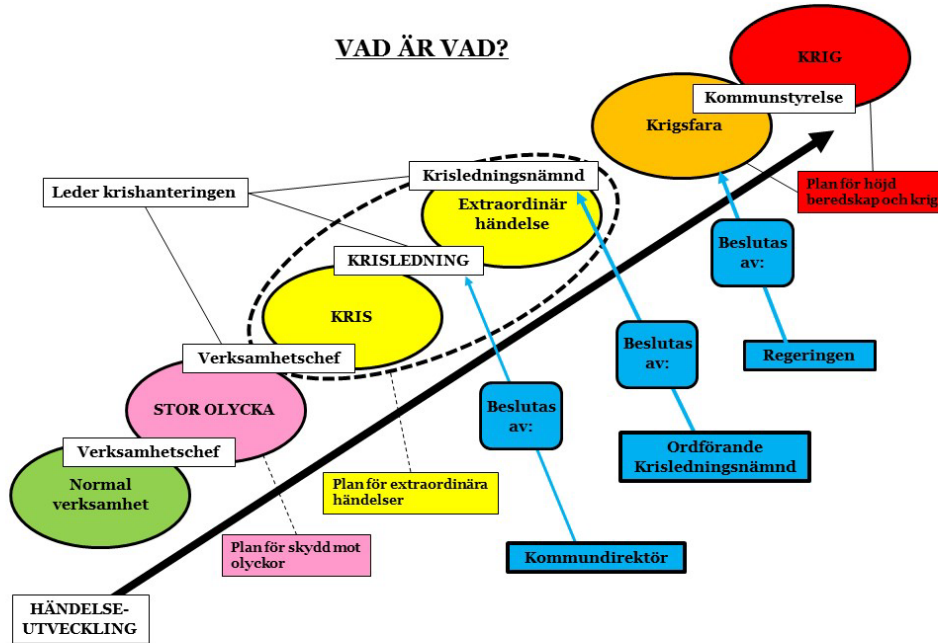 VAD ÄR VAD?
KRIG
Kommunstyrelse
Krigsfara
Krisledningsnämnd
Leder krishanteringen
Plan för höjd
beredskap och krig
Extraordinär
händelse
Beslutas
av:
KRISLEDNING
KRIS
Beslutas
av:
Regeringen
Verksamhetschef
STOR OLYCKA
Beslutas
av:
Ordförande
Krisledningsnämnd
Verksamhetschef
Normal
verksamhet
Plan för extraordinära
händelser
Plan för skydd mot
olyckor
Kommundirektör
HÄNDELSE-
UTVECKLING